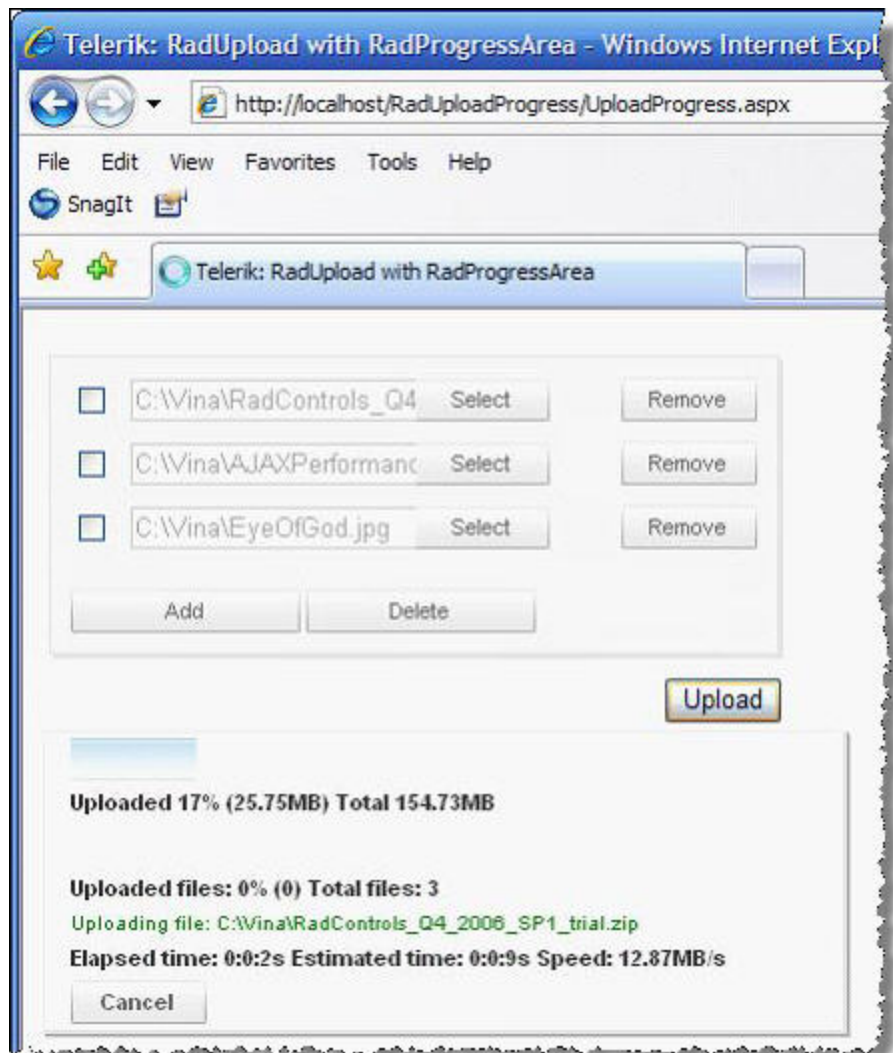 Telerik: RadUpload with RadProgressArea - Windows Internet Expl
http://localhost/RadUploadProgress/UploadProgress.aspx
File Edit View Favorites Tools Help
SnagIt
Telerik: RadUpload with RadProgressArea
C:\Vina\RadControls_Q4 Select Remove
C:\Vina\AJAXPerformanc Select Remove
C:\Vina\EyeOfGod.jpg Select Remove
Add Delete
Upload
Uploaded 17% (25.75MB) Total 154.73MB
Uploaded files: 0% (0) Total files: 3
Uploading file: C:\Vina\RadControls_Q4_2006_SP1_trial.zip
Elapsed time: 0:0:2s Estimated time: 0:0:9s Speed: 12.87MB/s
Cancel